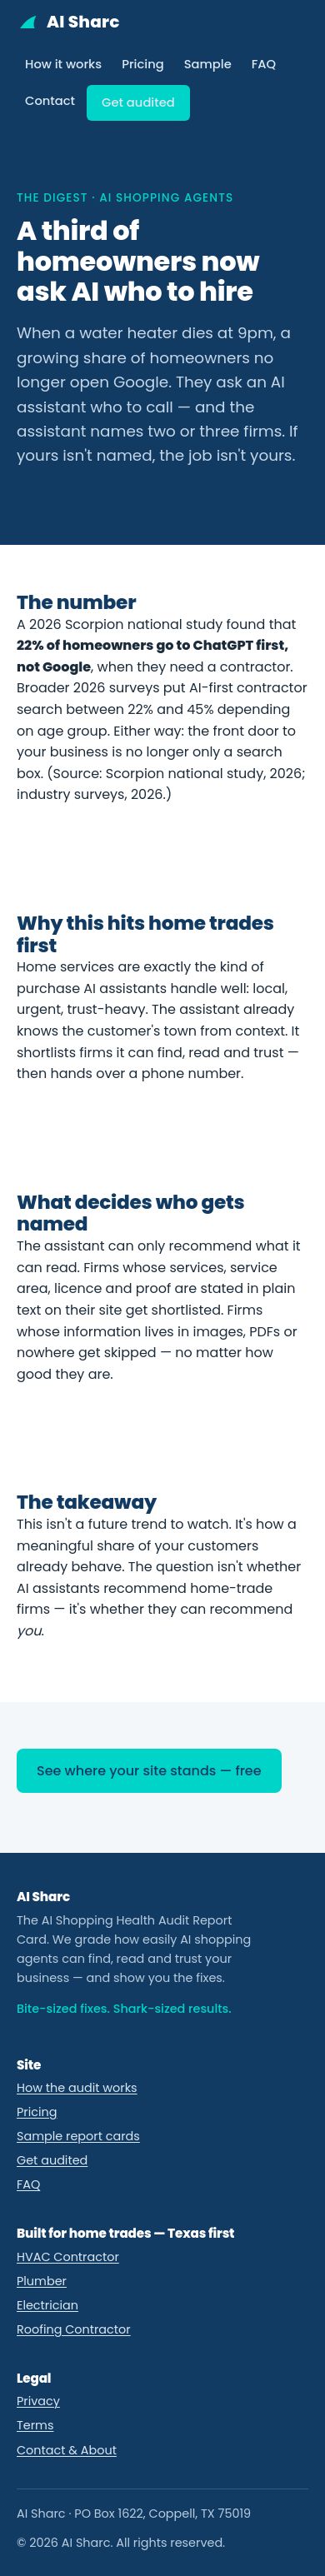 AI Sharc
How it works Pricing Sample FAQ
Contact Get audited
THE DIGEST · AI SHOPPING AGENTS
A third of
homeowners now
ask AI who to hire
When a water heater dies at 9pm, a
growing share of homeowners no
longer open Google. They ask an AI
assistant who to call — and the
assistant names two or three firms. If
yours isn't named, the job isn't yours.
The number
A 2026 Scorpion national study found that
22% of homeowners go to ChatGPT first,
not Google, when they need a contractor.
Broader 2026 surveys put AI-first contractor
search between 22% and 45% depending
on age group. Either way: the front door to
your business is no longer only a search
box. (Source: Scorpion national study, 2026;
industry surveys, 2026.)
Why this hits home trades
first
Home services are exactly the kind of
purchase AI assistants handle well: local,
urgent, trust-heavy. The assistant already
knows the customer's town from context. It
shortlists firms it can find, read and trust —
then hands over a phone number.
What decides who gets
named
The assistant can only recommend what it
can read. Firms whose services, service
area, licence and proof are stated in plain
text on their site get shortlisted. Firms
whose information lives in images, PDFs or
nowhere get skipped — no matter how
good they are.
The takeaway
This isn't a future trend to watch. It's how a
meaningful share of your customers
already behave. The question isn't whether
AI assistants recommend home-trade
firms — it's whether they can recommend
you.
See where your site stands — free
AI Sharc
The AI Shopping Health Audit Report
Card. We grade how easily AI shopping
agents can find, read and trust your
business — and show you the fixes.
Bite-sized fixes. Shark-sized results.
Site
How the audit works
Pricing
Sample report cards
Get audited
FAQ
Built for home trades — Texas first
HVAC Contractor
Plumber
Electrician
Roofing Contractor
Legal
Privacy
Terms
Contact & About
AI Sharc · PO Box 1622, Coppell, TX 75019
© 2026 AI Sharc. All rights reserved.